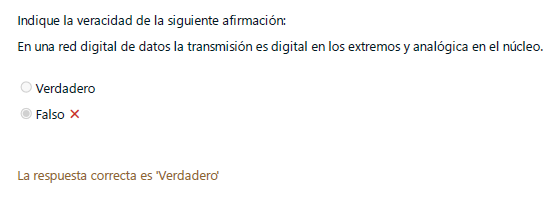 Indique la veracidad de la siguiente afirmación:
En una red digital de datos la transmisión es digital en los extremos y analógica en el núcleo.
Verdadero
Falso ✕
La respuesta correcta es 'Verdadero'